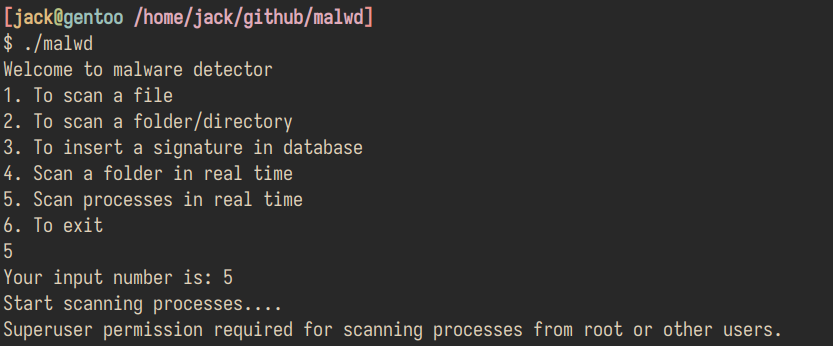 [jack@gentoo /home/jack/github/malwd]
$ ./malwd
Welcome to malware detector
1. To scan a file
2. To scan a folder/directory
3. To insert a signature in database
4. Scan a folder in real time
5. Scan processes in real time
6. To exit
5
Your input number is: 5
Start scanning processes....
Superuser permission required for scanning processes from root or other users.